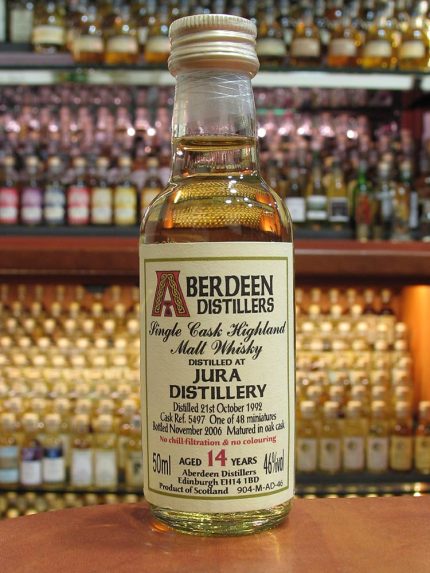 ABERDEEN
DISTILLERS
Single Cask Highland
Malt Whisky
DISTILLED AT
JURA
DISTILLERY
Distilled 21st October 1992
Cask Ref. 5497 One of 48 miniatures
Bottled November 2006 Matured in oak cask
No chill-filtration & no colouring
50ml AGED 14 YEARS 46%vol
Aberdeen Distillers
Edinburgh EH14 1BD
Product of Scotland 904-M-AD-46